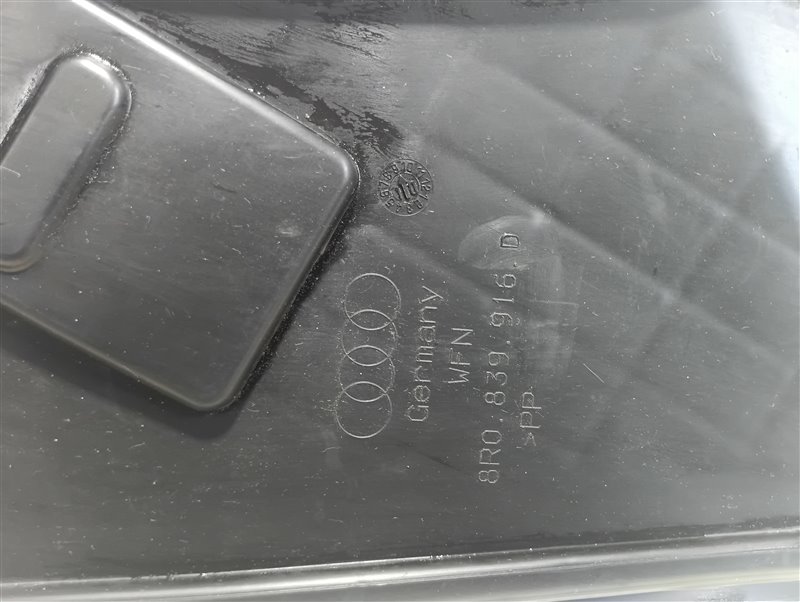 Germany
WFN
8R0.839.916.D
>PP